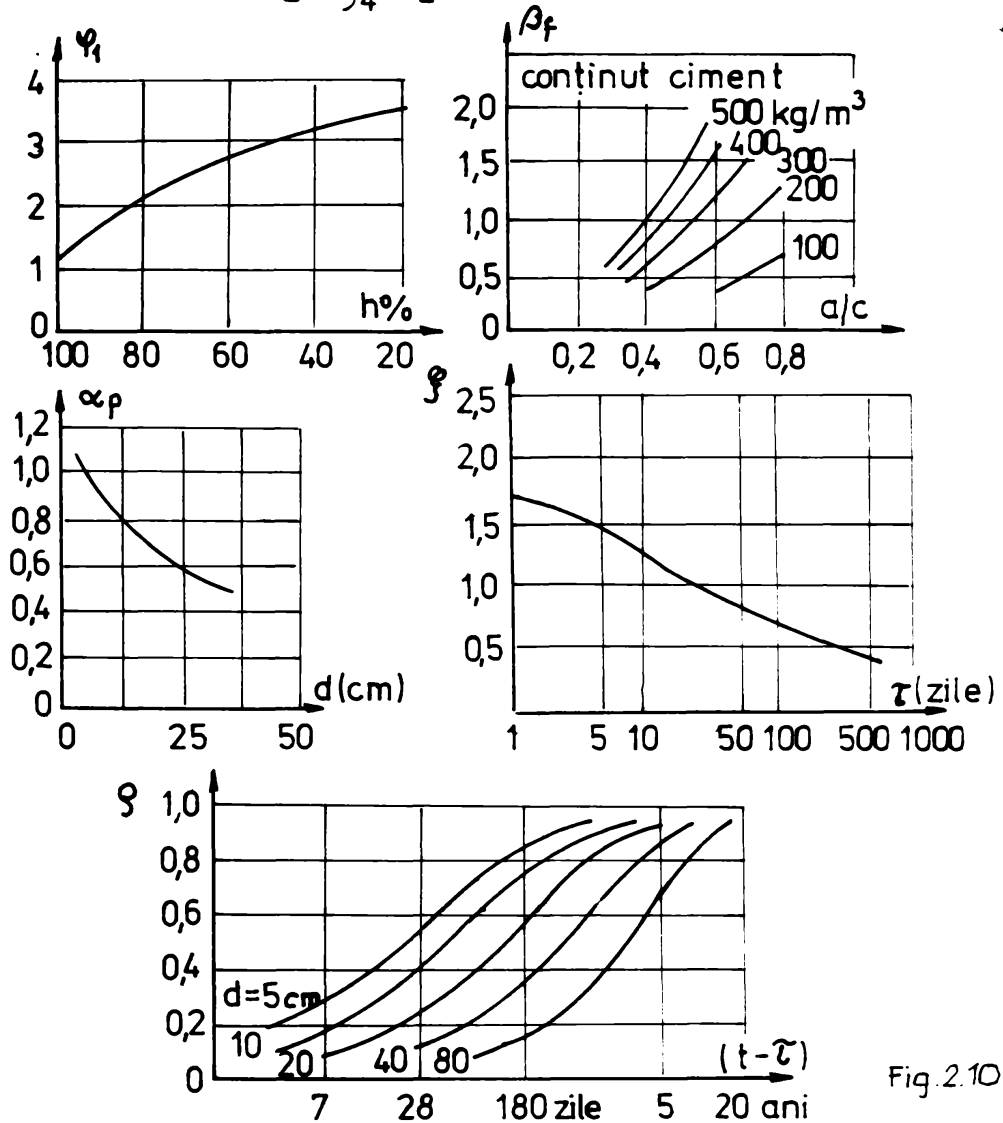 φ₁
4
3
2
1
0
h%
100 80 60 40 20
βf
conținut ciment
2,0
1,5
1,0
0,5
0
500 kg/m³
400
300
200
100
a/c
0,2 0,4 0,6 0,8
αp
1,2
1,0
0,8
0,6
0,4
0,2
0
d(cm)
0 25 50
2,5
2,0
1,5
1,0
0,5
τ(zile)
1 5 10 50 100 500 1000
ρ
1,0
0,8
0,6
0,4
0,2
0
d=5cm
10 20 40 80
(t-τ)
7 28 180 zile 5 20 ani
Fig.2.10